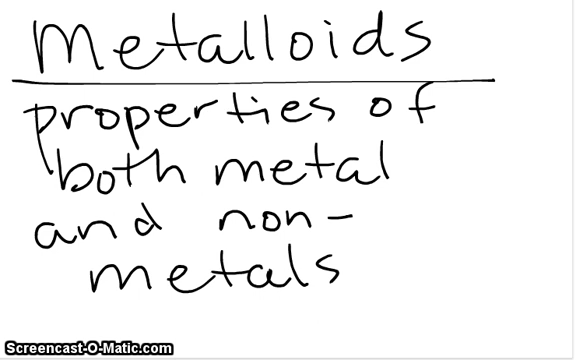 Metalloids
properties of
both metal
and non-
metals
Screencast-O-Matic.com